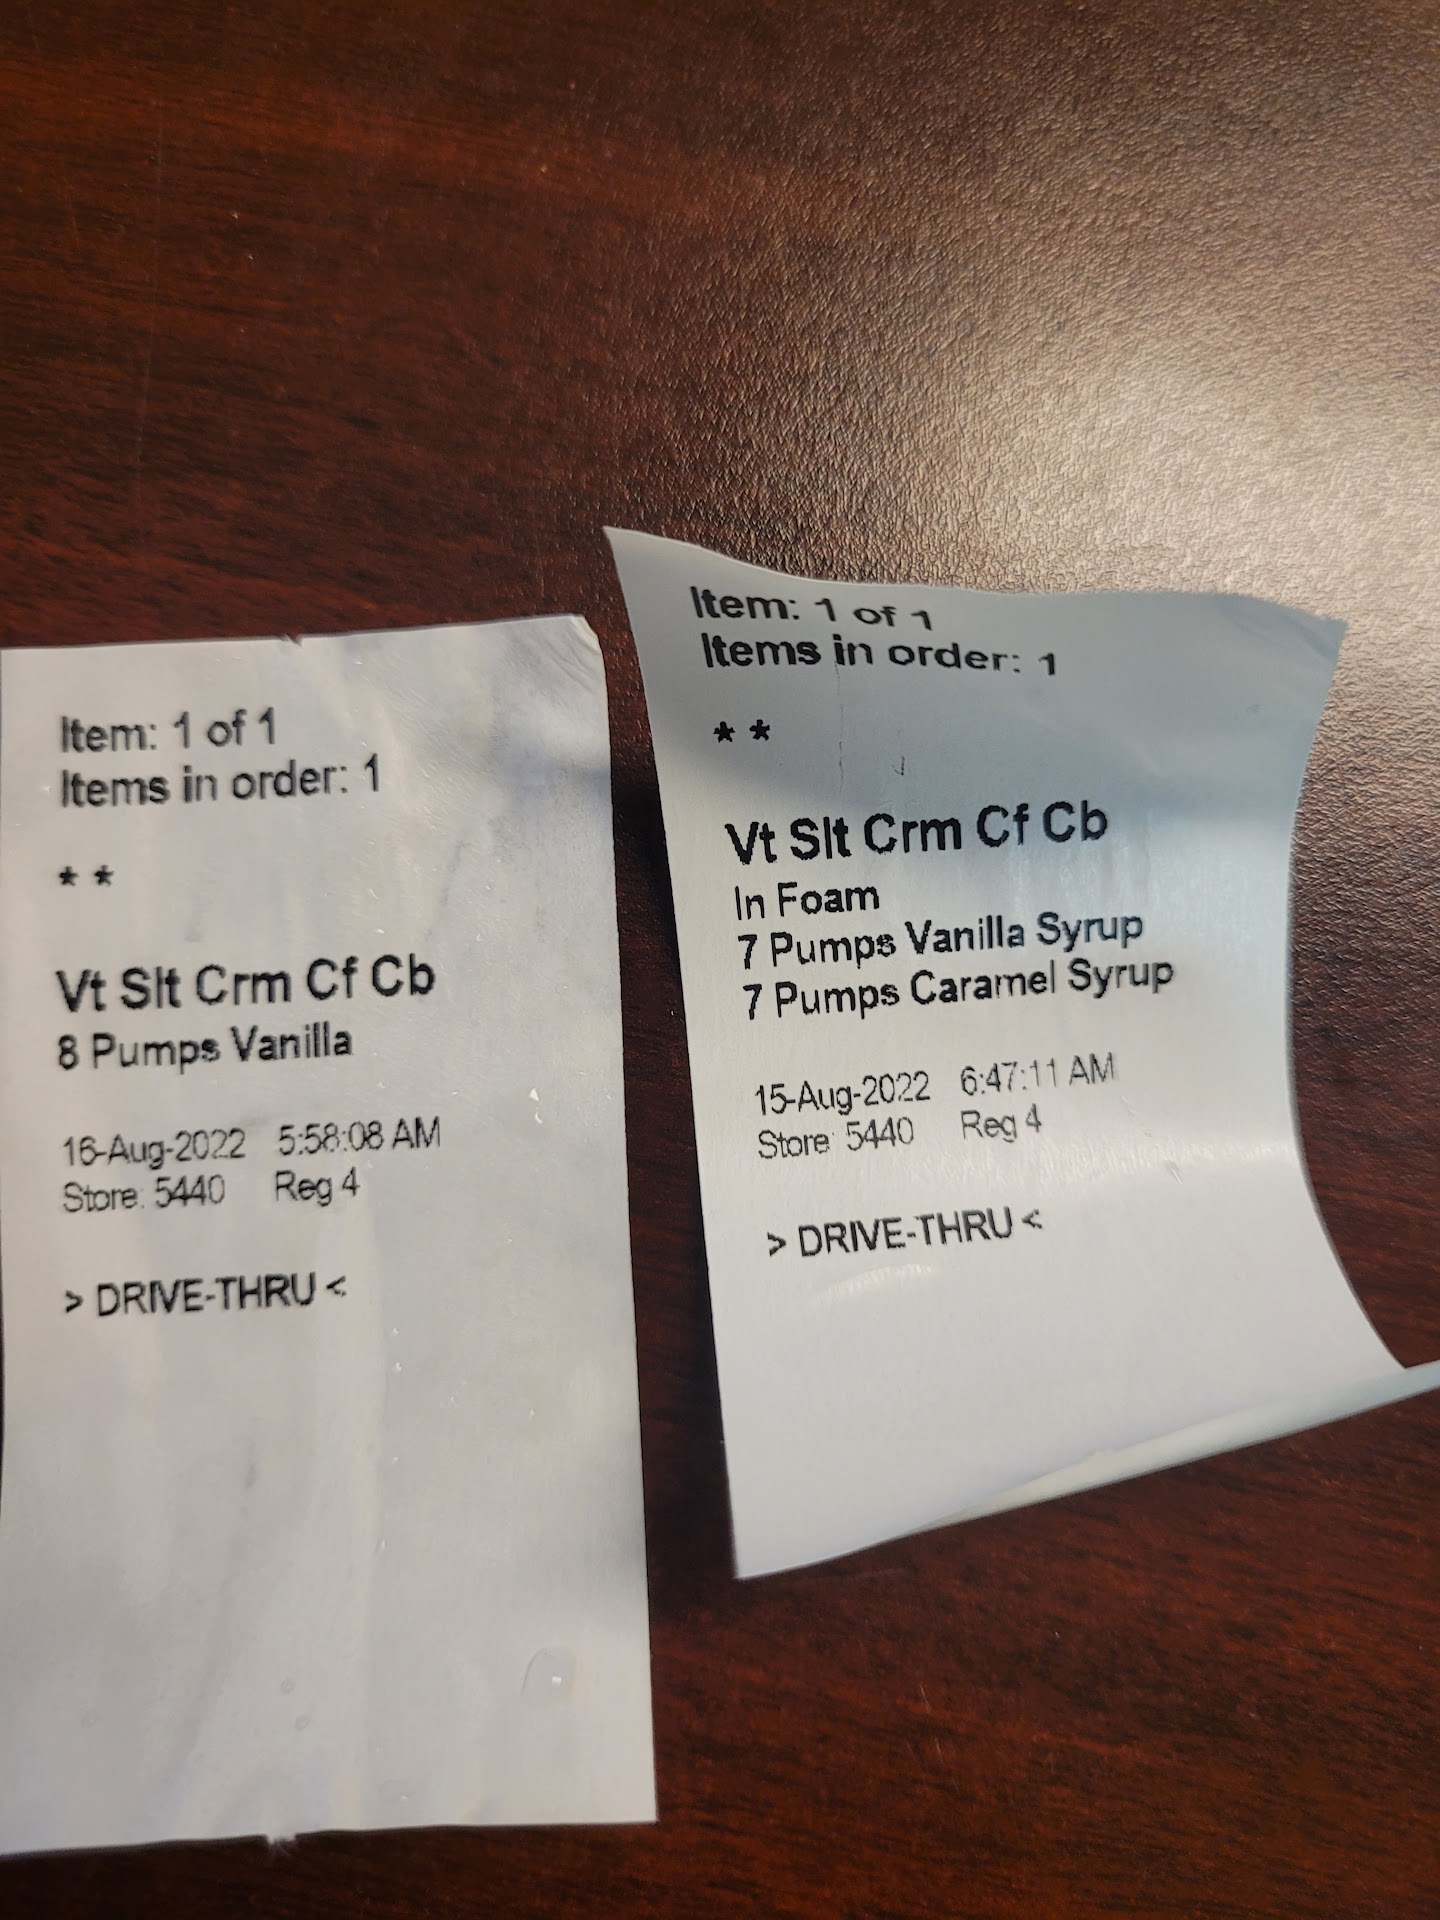 Item: 1 of 1
Items in order: 1
* *
Vt Slt Crm Cf Cb
8 Pumps Vanilla
16-Aug-2022 5:58:08 AM
Store: 5440 Reg 4
> DRIVE-THRU <
Item: 1 of 1
Items in order: 1
* *
Vt Slt Crm Cf Cb
In Foam
7 Pumps Vanilla Syrup
7 Pumps Caramel Syrup
15-Aug-2022 6:47:11 AM
Store: 5440 Reg 4
> DRIVE-THRU <